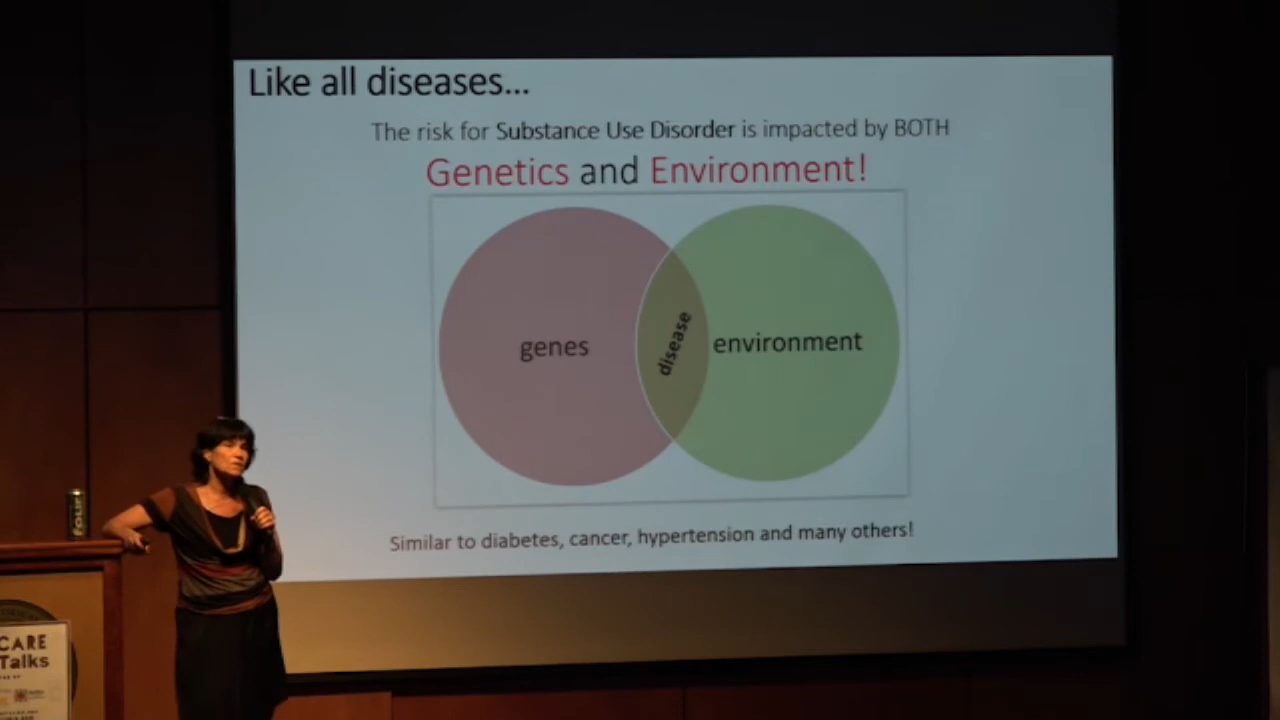 Like all diseases...
The risk for Substance Use Disorder is impacted by BOTH
Genetics and Environment!
genes
disease
environment
Similar to diabetes, cancer, hypertension and many others!
four
CARE
Talks